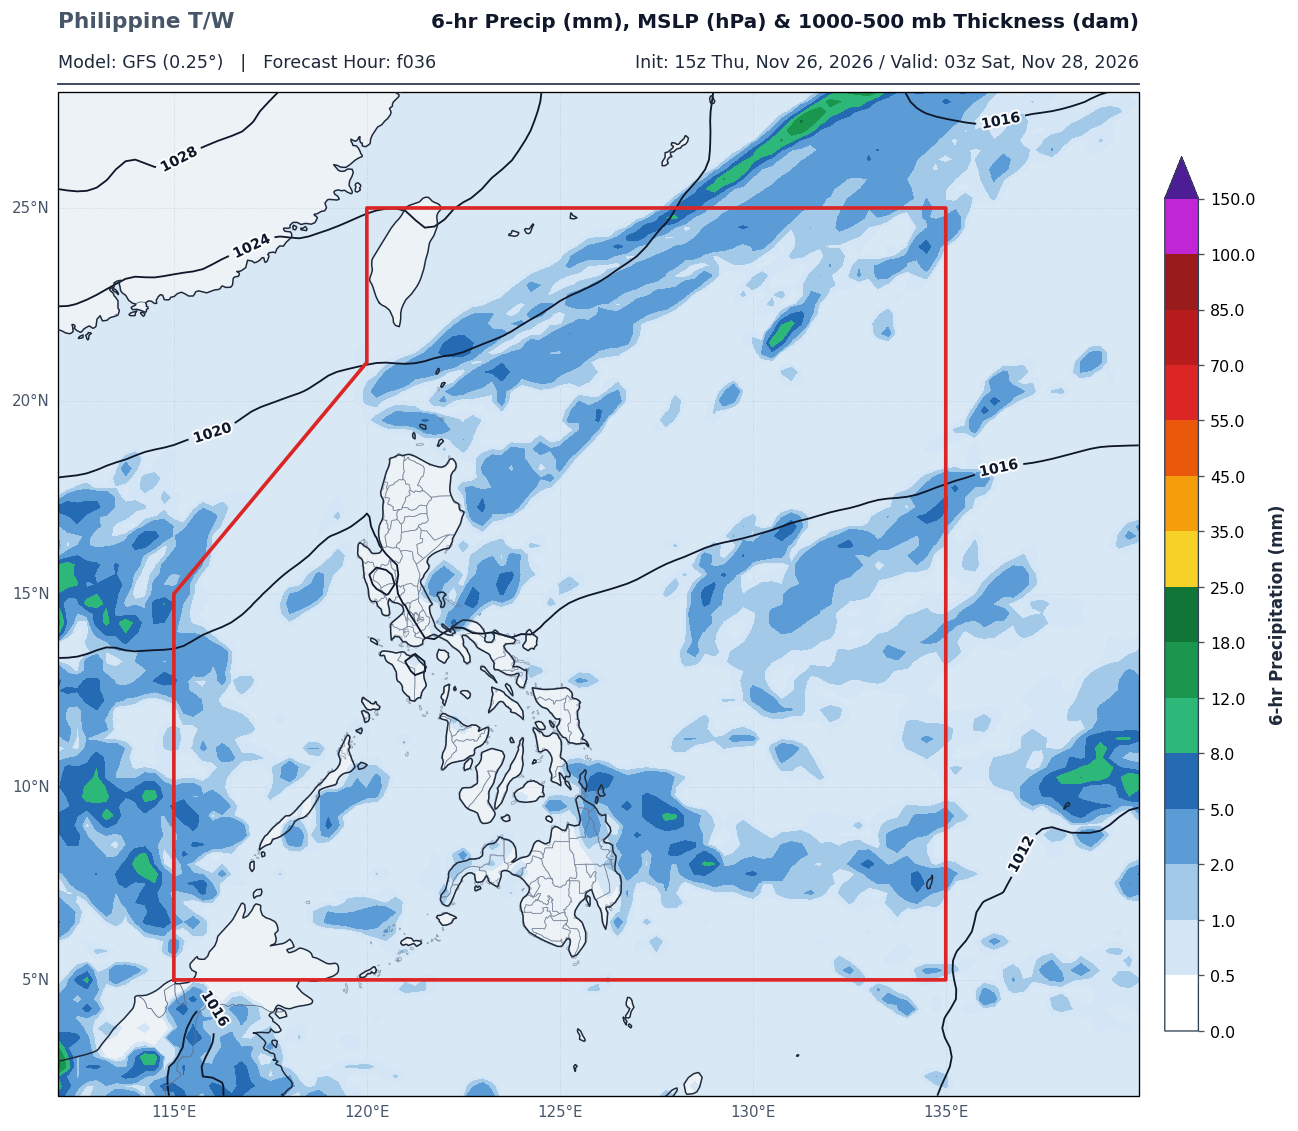 Philippine T/W
6-hr Precip (mm), MSLP (hPa) & 1000-500 mb Thickness (dam)
Model: GFS (0.25°) | Forecast Hour: f036
Init: 15z Thu, Nov 26, 2026 / Valid: 03z Sat, Nov 28, 2026
1016
1028
1024
1020
1016
1012
1016
25°N
20°N
15°N
10°N
5°N
115°E
120°E
125°E
130°E
135°E
150.0
100.0
85.0
70.0
55.0
45.0
35.0
25.0
18.0
12.0
8.0
5.0
2.0
1.0
0.5
0.0
6-hr Precipitation (mm)